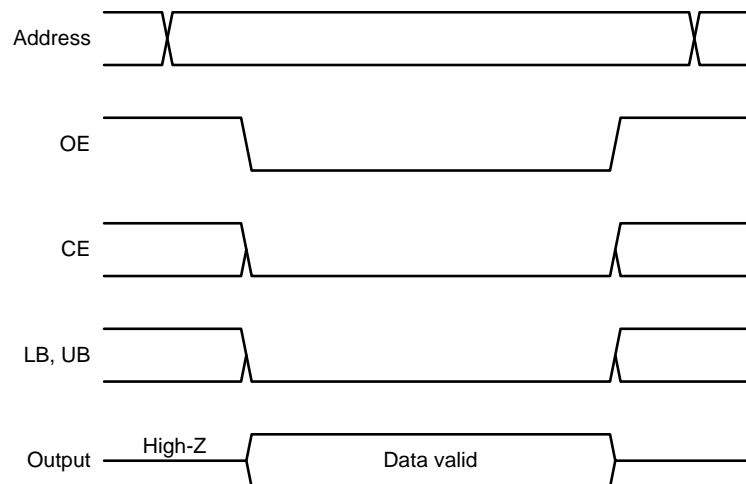 Address
OE
CE
LB, UB
High-Z
Output
Data valid